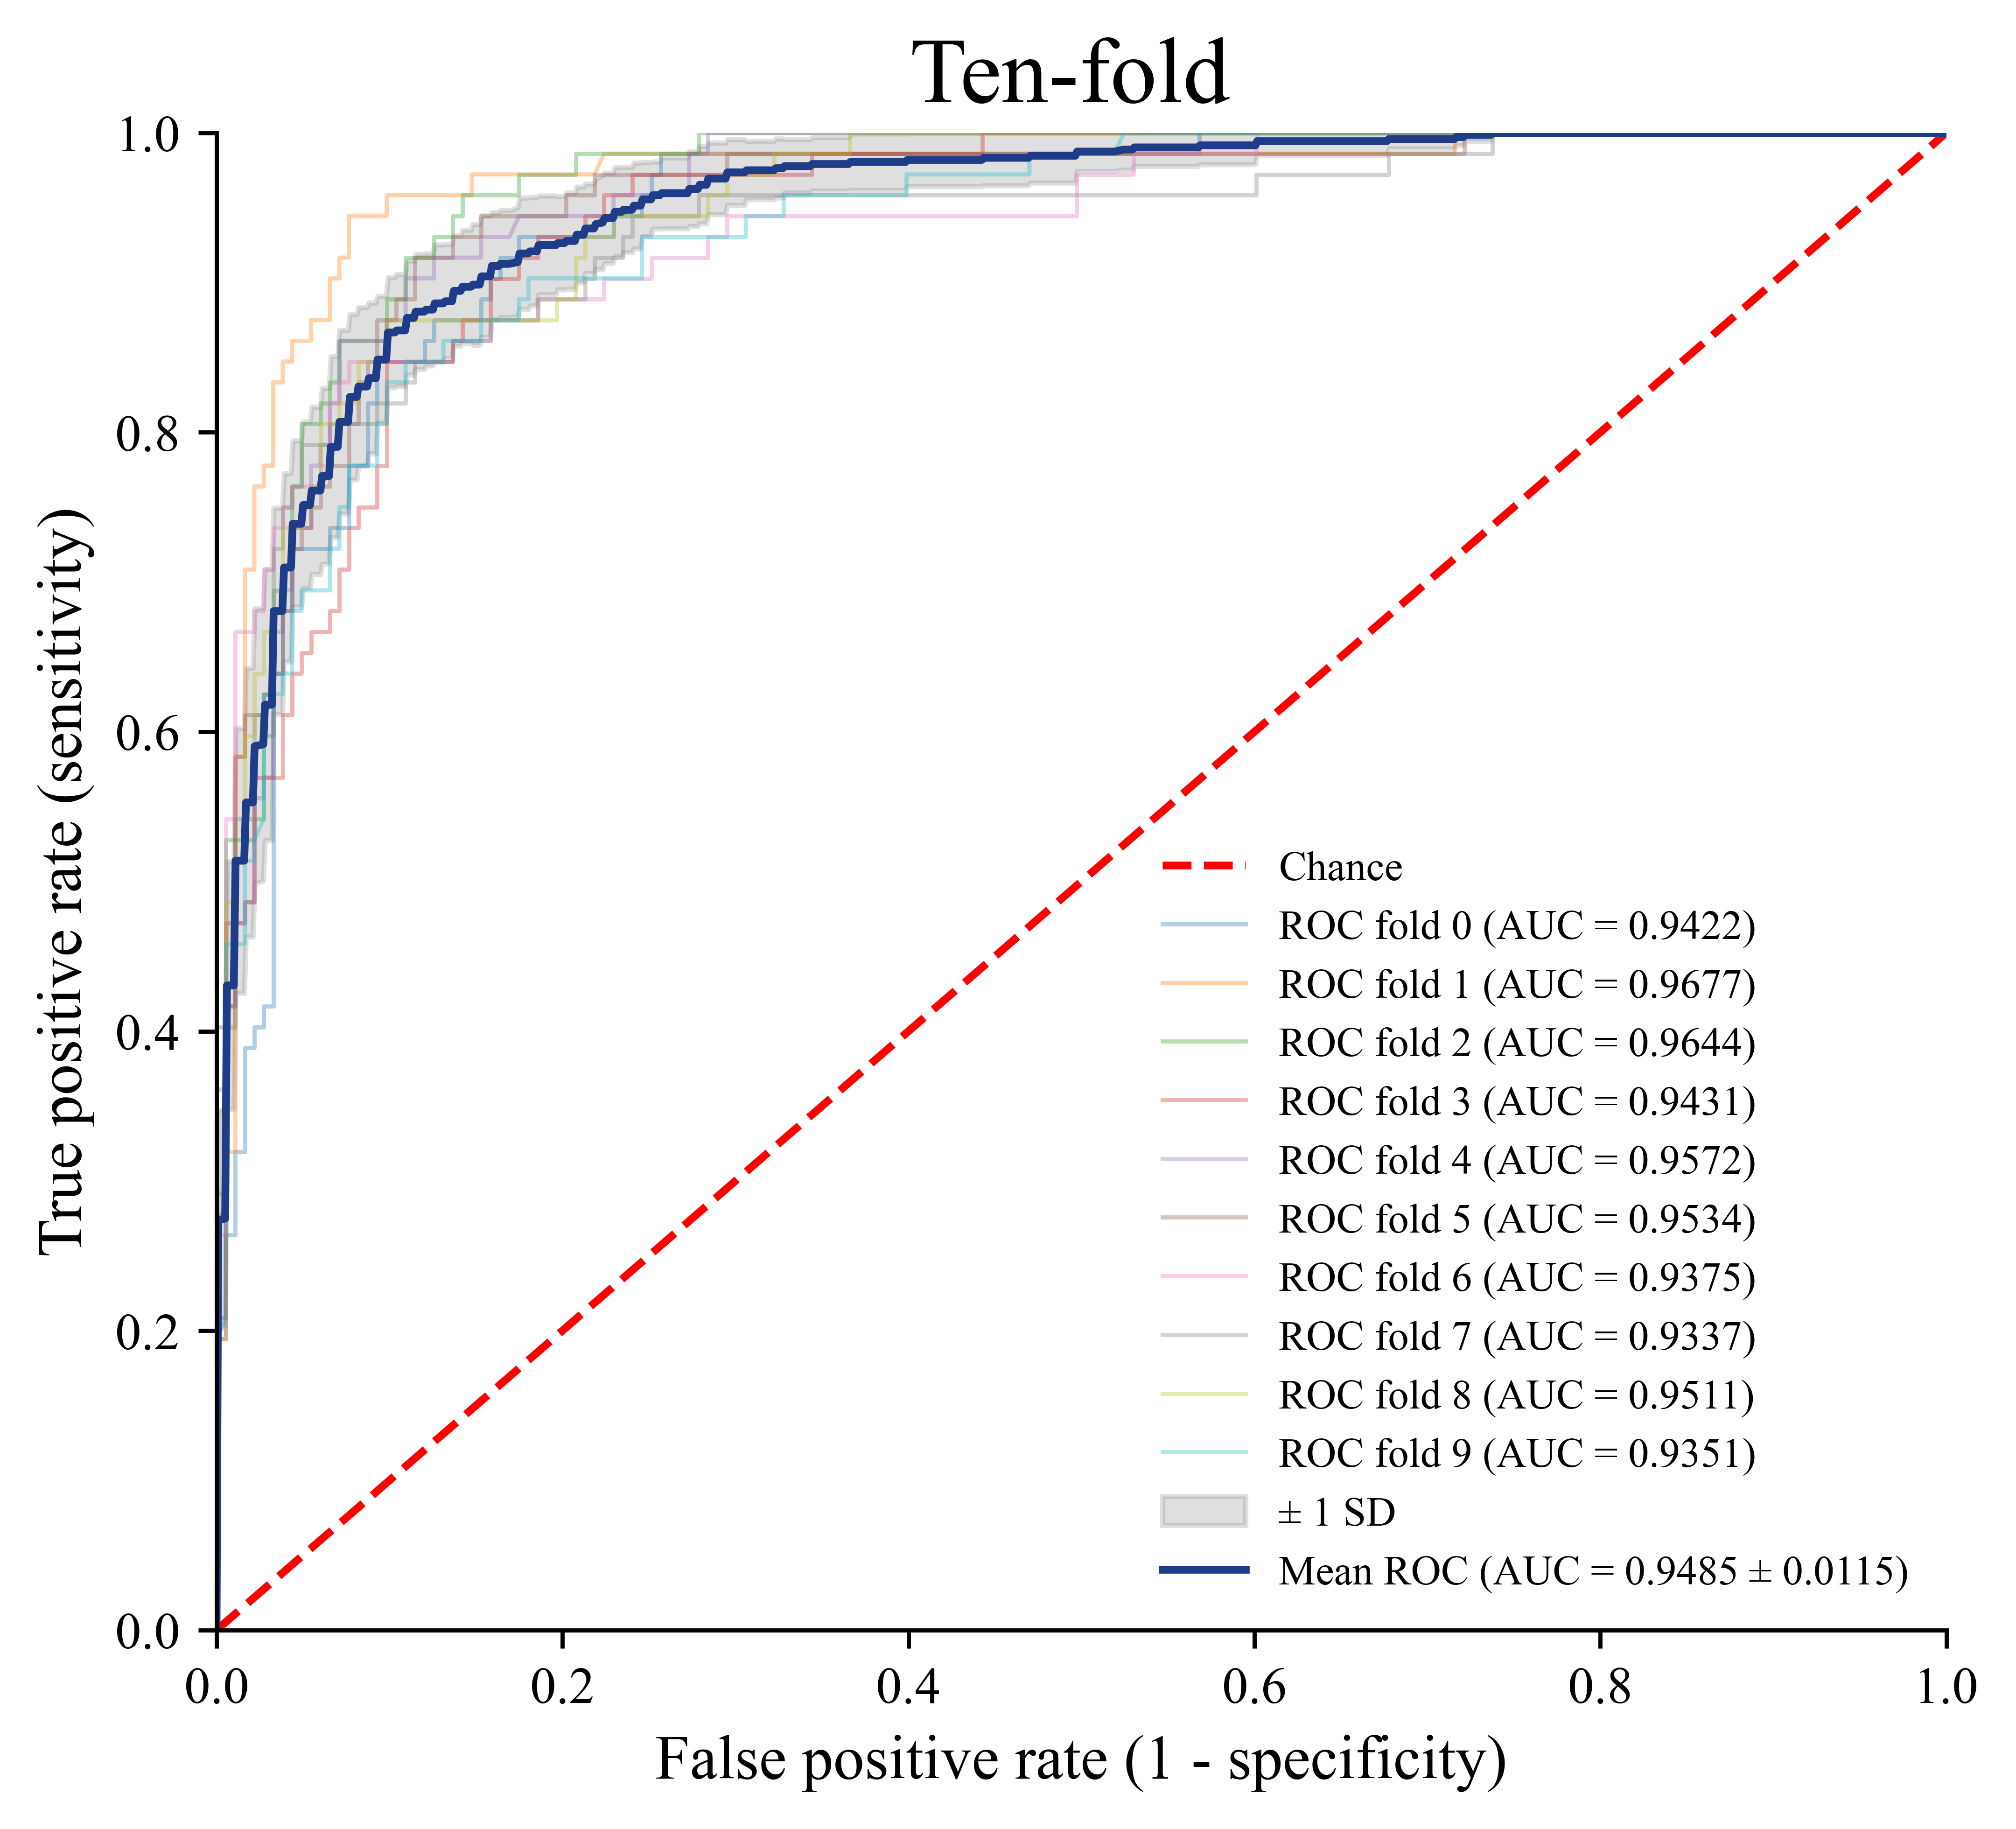 Ten-fold
1.0
0.8
0.6
0.4
0.2
0.0
True positive rate (sensitivity)
Chance
ROC fold 0 (AUC = 0.9422)
ROC fold 1 (AUC = 0.9677)
ROC fold 2 (AUC = 0.9644)
ROC fold 3 (AUC = 0.9431)
ROC fold 4 (AUC = 0.9572)
ROC fold 5 (AUC = 0.9534)
ROC fold 6 (AUC = 0.9375)
ROC fold 7 (AUC = 0.9337)
ROC fold 8 (AUC = 0.9511)
ROC fold 9 (AUC = 0.9351)
± 1 SD
Mean ROC (AUC = 0.9485 ± 0.0115)
0.0 0.2 0.4 0.6 0.8 1.0
False positive rate (1 - specificity)